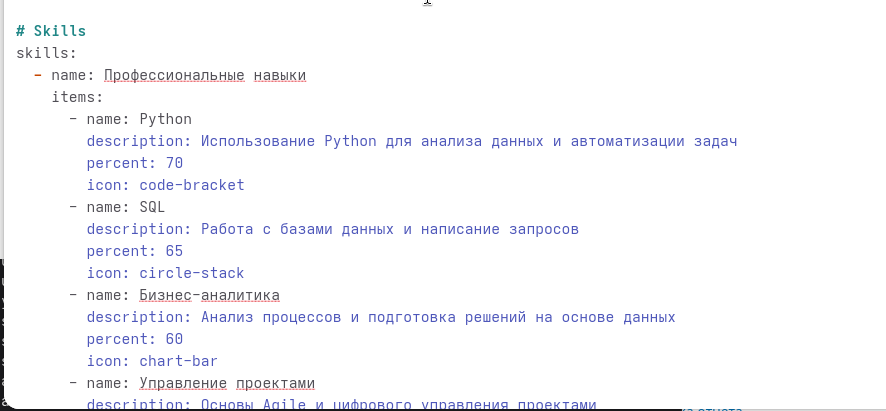 # Skills
skills:
- name: Профессиональные навыки
items:
- name: Python
description: Использование Python для анализа данных и автоматизации задач
percent: 70
icon: code-bracket
- name: SQL
description: Работа с базами данных и написание запросов
percent: 65
icon: circle-stack
- name: Бизнес-аналитика
description: Анализ процессов и подготовка решений на основе данных
percent: 60
icon: chart-bar
- name: Управление проектами
description: Основы Agile и цифрового управления проектами